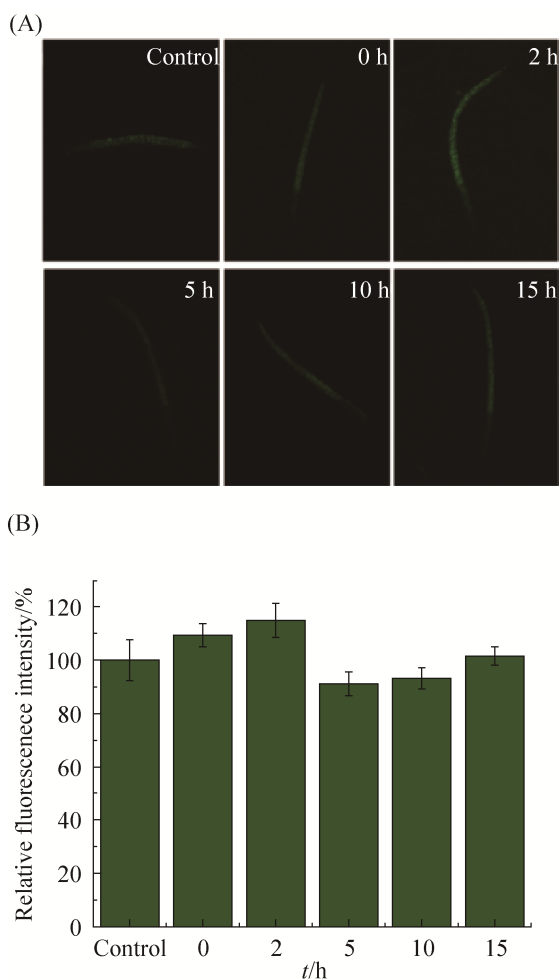 (A)
Control
0 h
2 h
5 h
10 h
15 h
(B)
Relative fluorescenece intensity/%
120
100
80
60
40
20
0
Control 0 2 5 10 15
t/h